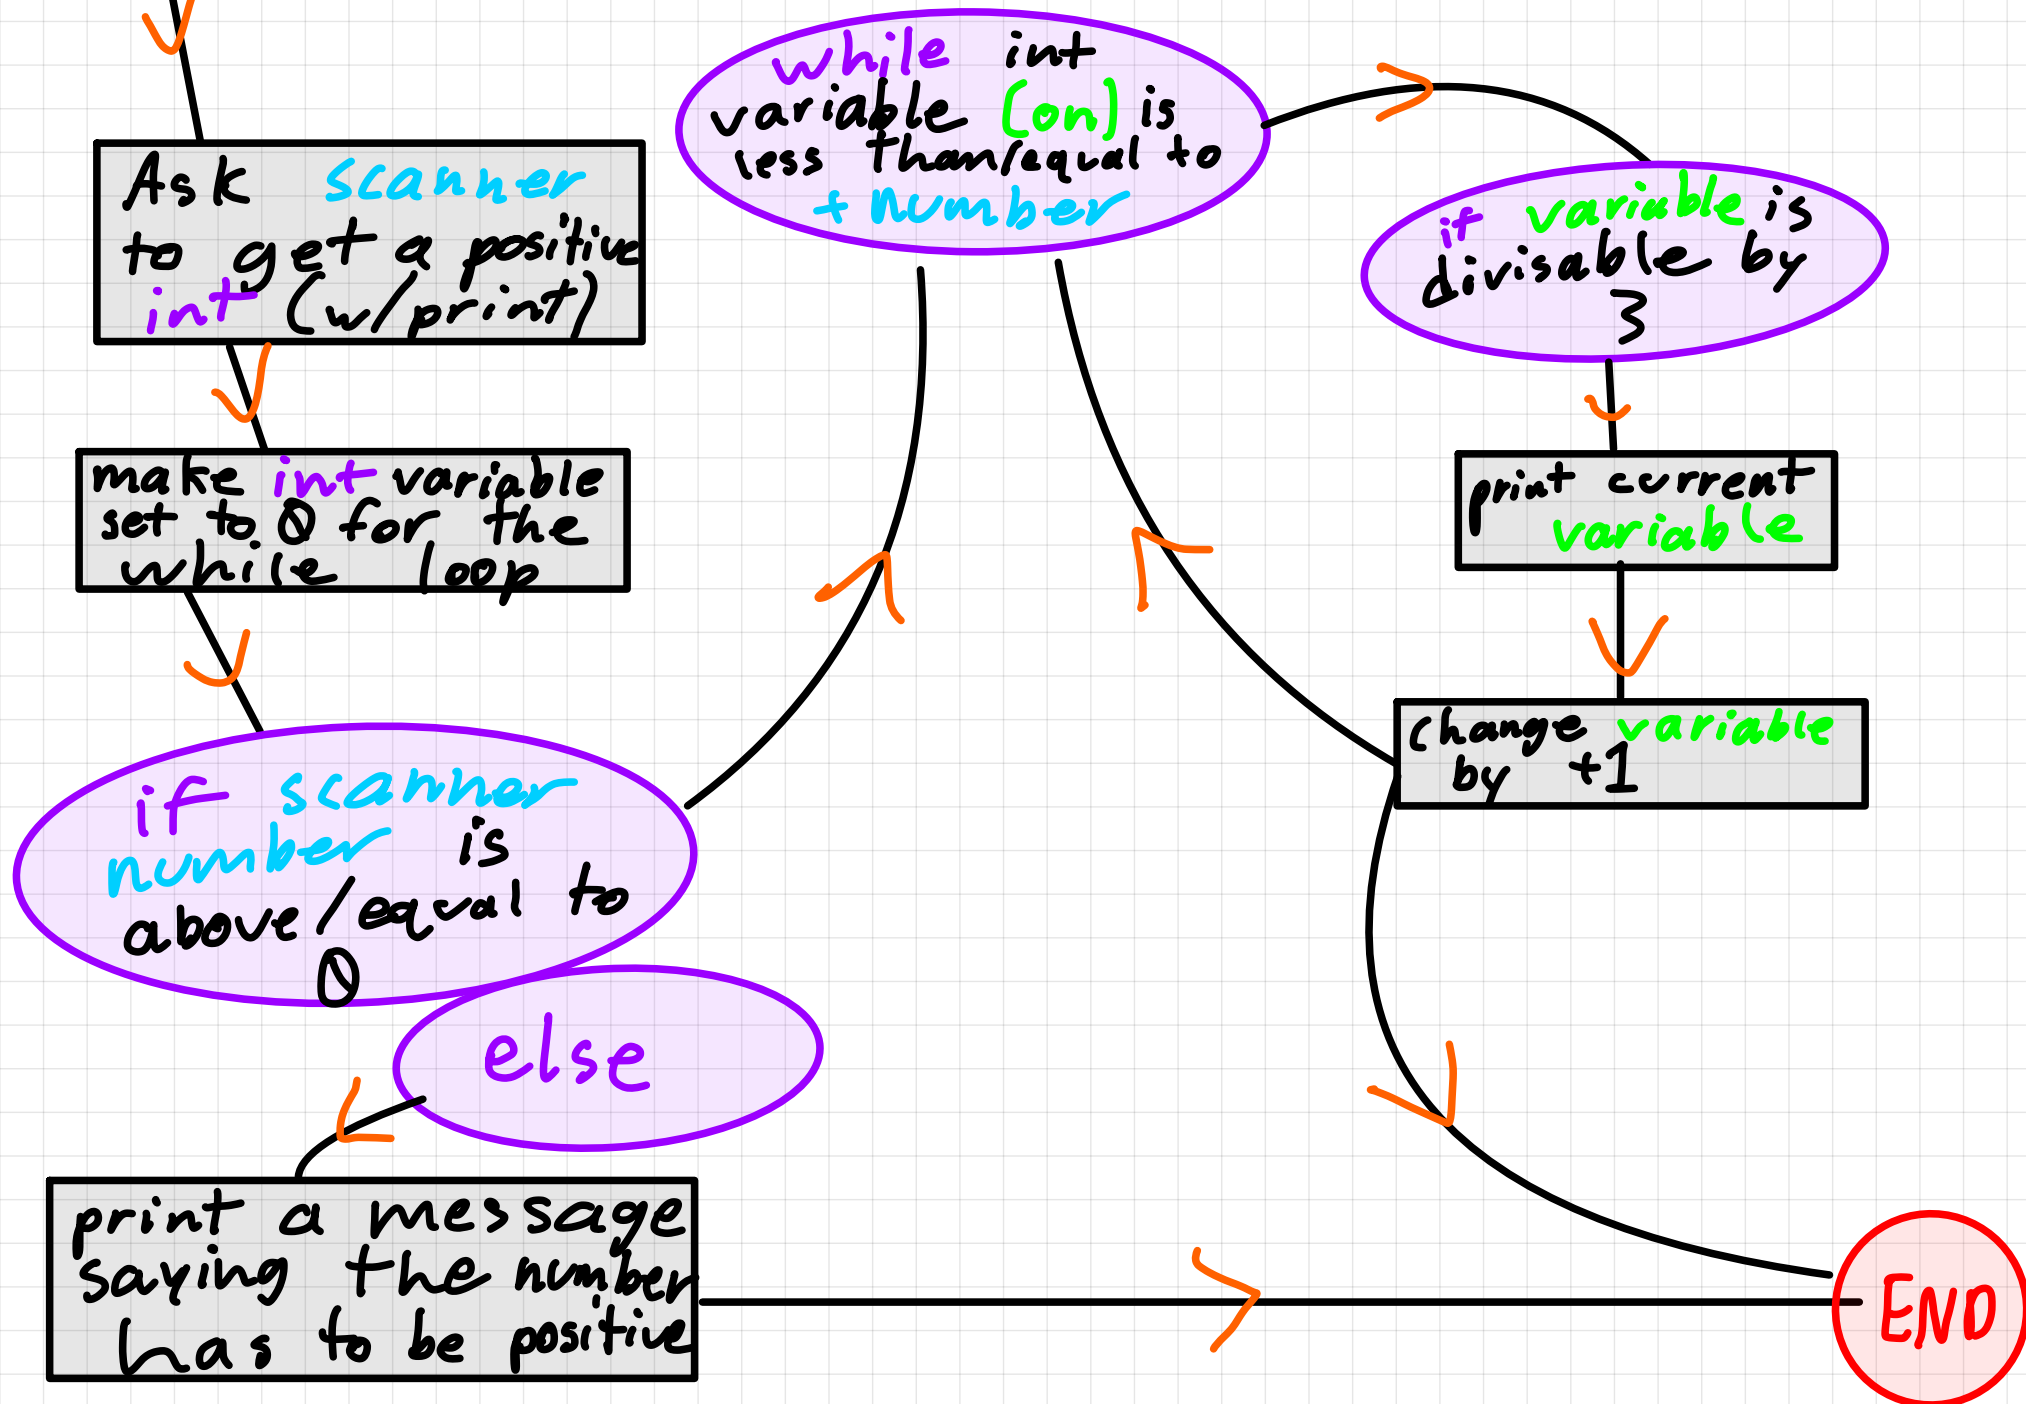 Ask scanner
to get a positive
int (w/print)
make int variable
set to 0 for the
while loop
if scanner
number is
above/equal to
0
else
print a message
saying the number
has to be positive
while int
variable (on) is
less than/equal to
+ number
if variable is
divisable by
3
print current
variable
change variable
by +1
END